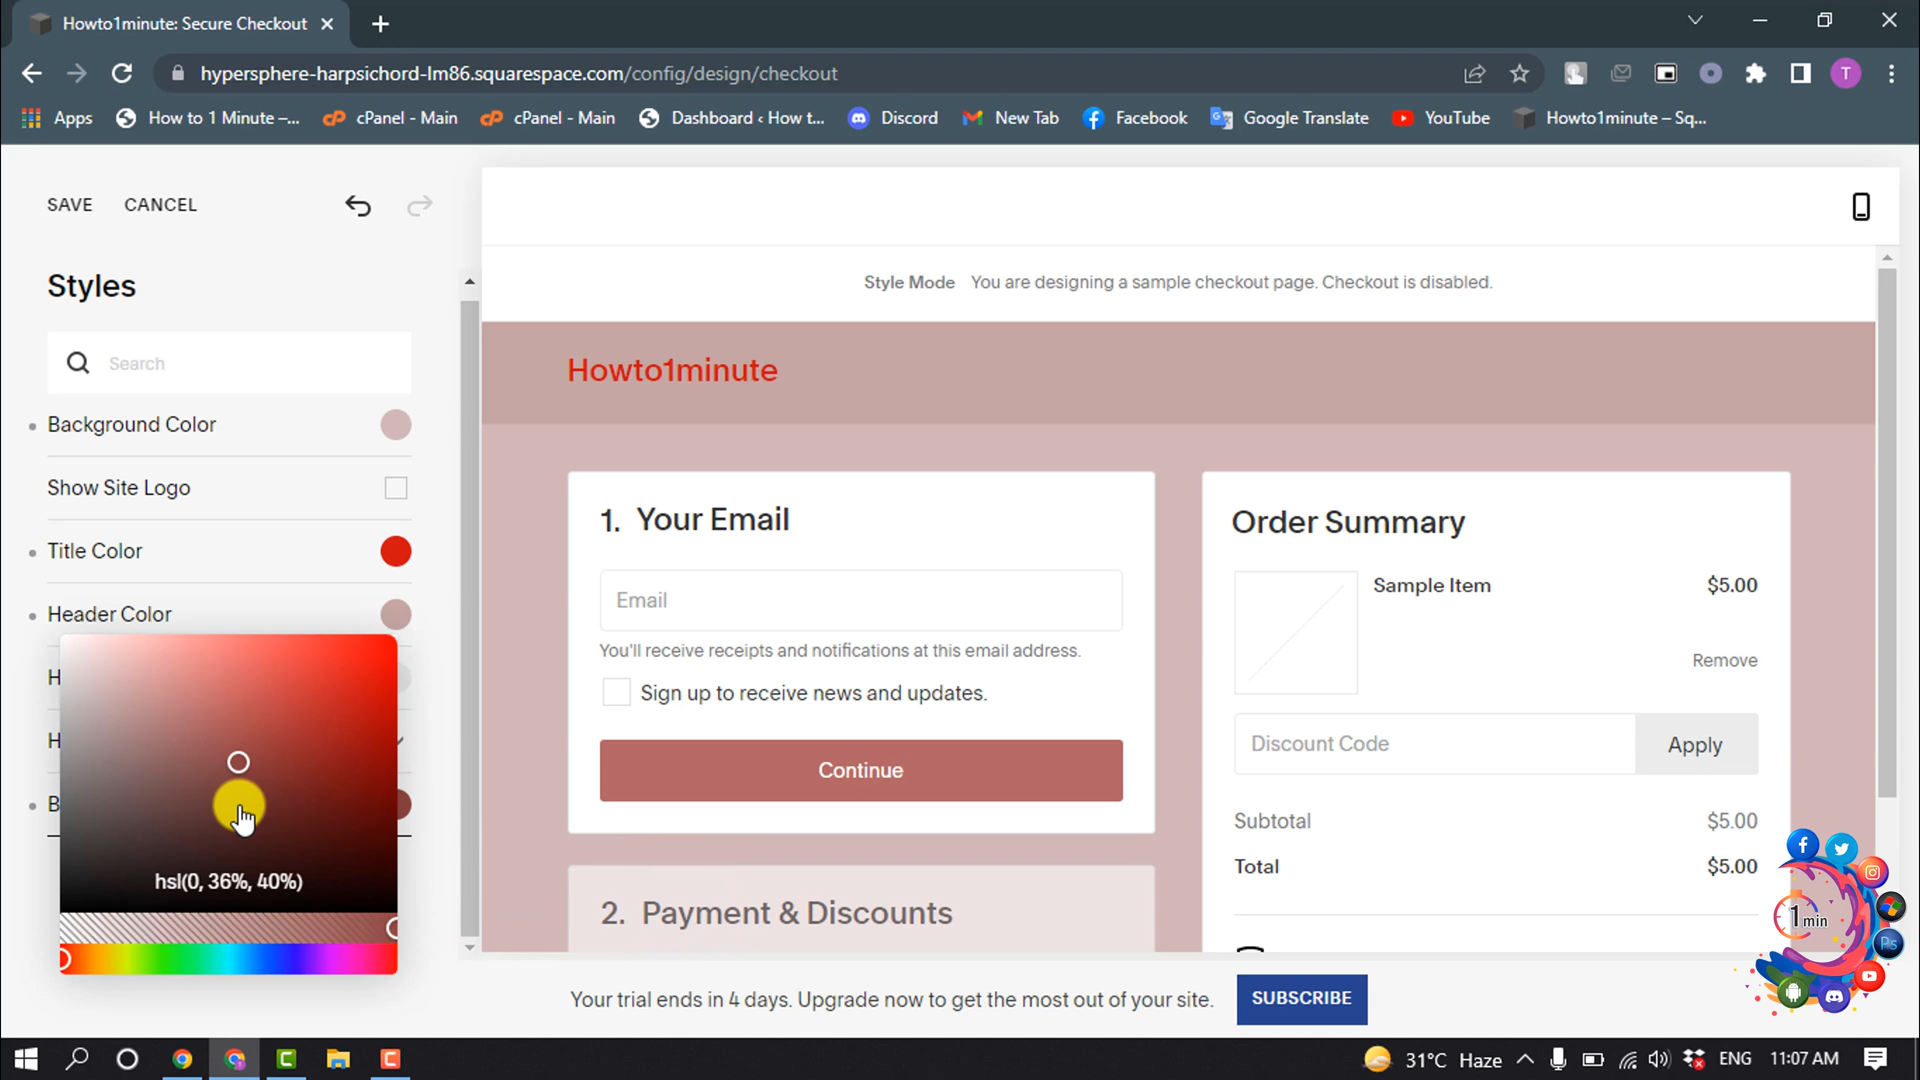 Howto1minute: Secure Checkout
hypersphere-harpsichord-lm86.squarespace.com/config/design/checkout
T
Apps
How to 1 Minute –...
cPanel - Main
cPanel - Main
Dashboard ‹ How t...
Discord
New Tab
Facebook
Google Translate
YouTube
Howto1minute – Sq...
SAVE
CANCEL
Styles
Search
Background Color
Show Site Logo
Title Color
Header Color
H
H
B
hsl(0, 36%, 40%)
Style Mode You are designing a sample checkout page. Checkout is disabled.
Howto1minute
1. Your Email
Email
You'll receive receipts and notifications at this email address.
Sign up to receive news and updates.
Continue
2. Payment & Discounts
Order Summary
Sample Item
$5.00
Remove
Discount Code
Apply
Subtotal
$5.00
Total
$5.00
1 min
Ps
Your trial ends in 4 days. Upgrade now to get the most out of your site.
SUBSCRIBE
31°C Haze
ENG
11:07 AM